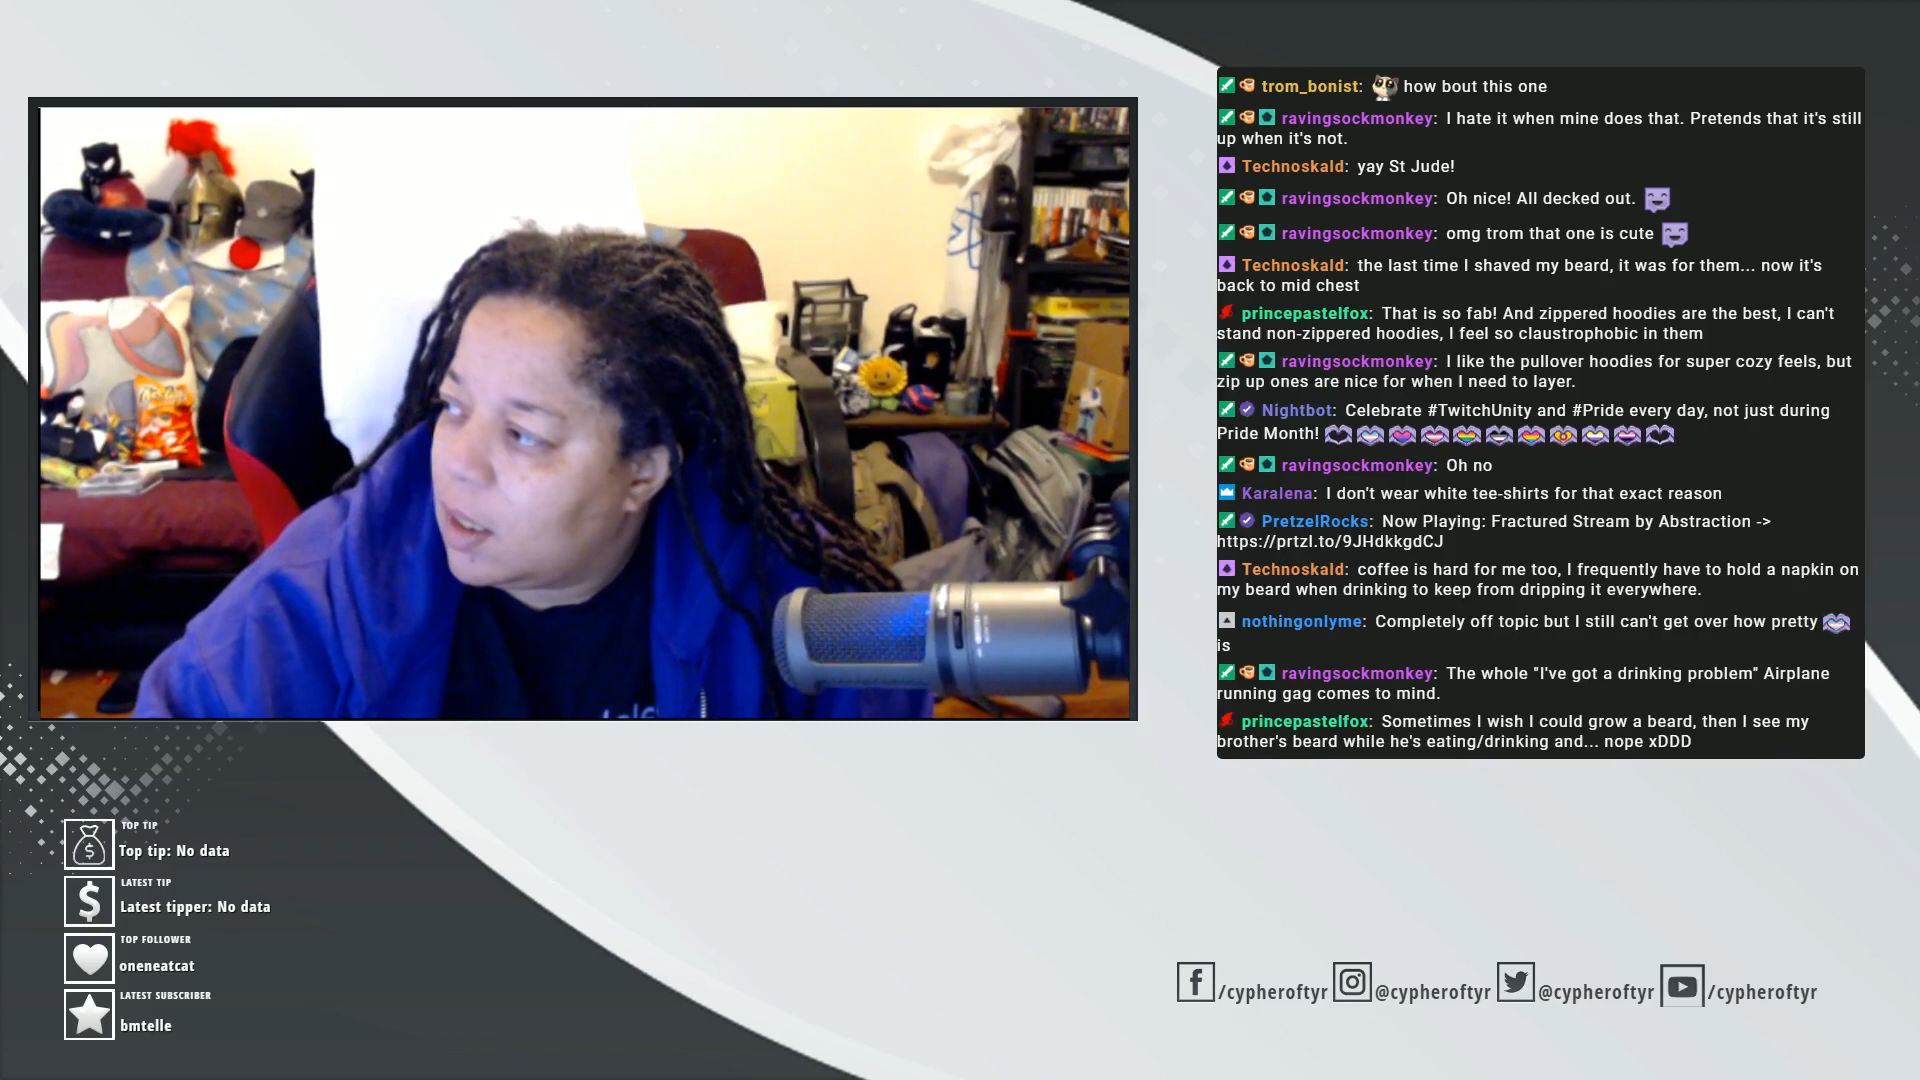 trom_bonist: how bout this one
ravingsockmonkey: I hate it when mine does that. Pretends that it's still
up when it's not.
Technoskald: yay St Jude!
ravingsockmonkey: Oh nice! All decked out.
ravingsockmonkey: omg trom that one is cute
Technoskald: the last time I shaved my beard, it was for them... now it's
back to mid chest
princepastelfox: That is so fab! And zippered hoodies are the best, I can't
stand non-zippered hoodies, I feel so claustrophobic in them
ravingsockmonkey: I like the pullover hoodies for super cozy feels, but
zip up ones are nice for when I need to layer.
Nightbot: Celebrate #TwitchUnity and #Pride every day, not just during
Pride Month!
ravingsockmonkey: Oh no
Karalena: I don't wear white tee-shirts for that exact reason
PretzelRocks: Now Playing: Fractured Stream by Abstraction ->
https://prtzl.to/9JHdkkgdCJ
Technoskald: coffee is hard for me too, I frequently have to hold a napkin on
my beard when drinking to keep from dripping it everywhere.
nothingonlyme: Completely off topic but I still can't get over how pretty
is
ravingsockmonkey: The whole "I've got a drinking problem" Airplane
running gag comes to mind.
princepastelfox: Sometimes I wish I could grow a beard, then I see my
brother's beard while he's eating/drinking and... nope xDDD
TOP TIP
Top tip: No data
LATEST TIP
Latest tipper: No data
TOP FOLLOWER
oneneatcat
LATEST SUBSCRIBER
bmtelle
/cypheroftyr @cypheroftyr @cypheroftyr /cypheroftyr